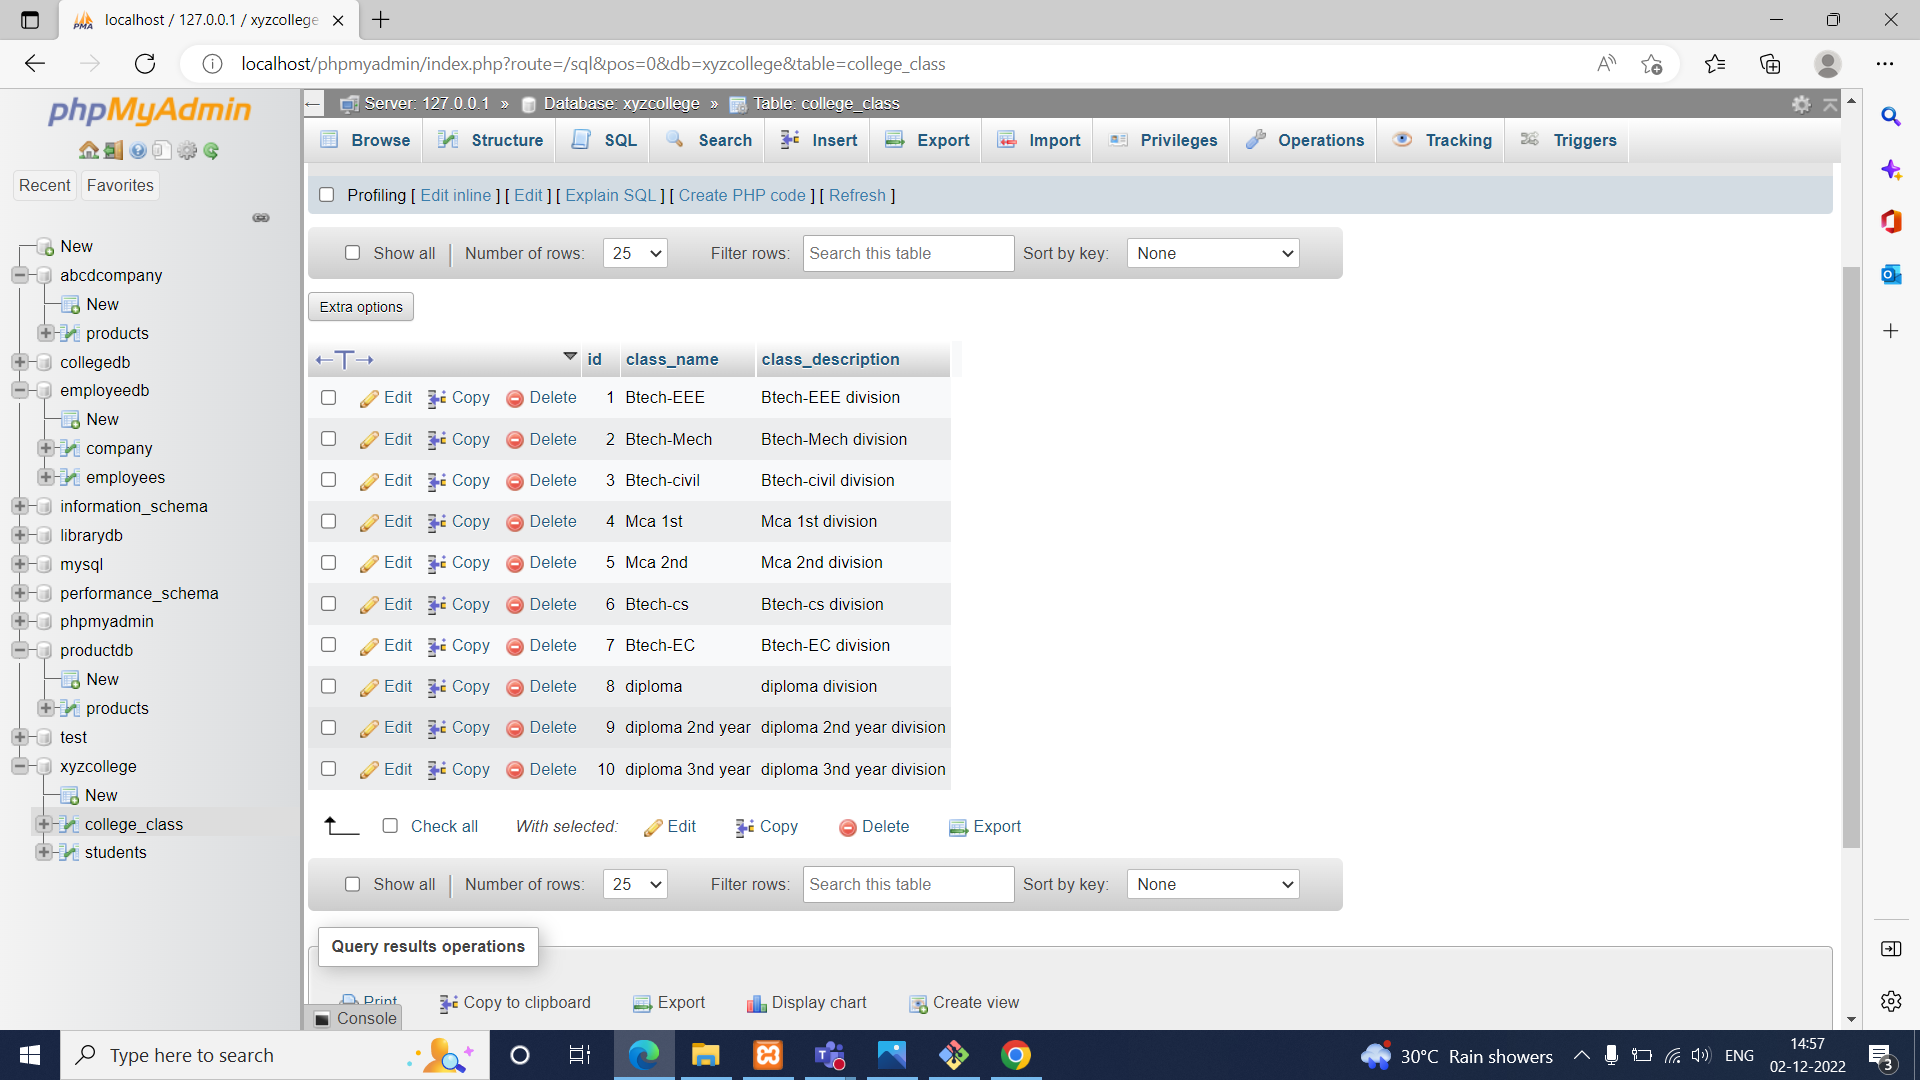 localhost / 127.0.0.1 / xyzcollege
localhost/phpmyadmin/index.php?route=/sql&pos=0&db=xyzcollege&table=college_class
phpMyAdmin
Recent Favorites
New
abcdcompany
New
products
collegedb
employeedb
New
company
employees
information_schema
librarydb
mysql
performance_schema
phpmyadmin
productdb
New
products
test
xyzcollege
New
college_class
students
Server: 127.0.0.1 » Database: xyzcollege » Table: college_class
Browse Structure SQL Search Insert Export Import Privileges Operations Tracking Triggers
Profiling [ Edit inline ] [ Edit ] [ Explain SQL ] [ Create PHP code ] [ Refresh ]
Show all Number of rows: 25 Filter rows: Search this table Sort by key: None
Extra options
←T→ id class_name class_description
Edit Copy Delete 1 Btech-EEE Btech-EEE division
Edit Copy Delete 2 Btech-Mech Btech-Mech division
Edit Copy Delete 3 Btech-civil Btech-civil division
Edit Copy Delete 4 Mca 1st Mca 1st division
Edit Copy Delete 5 Mca 2nd Mca 2nd division
Edit Copy Delete 6 Btech-cs Btech-cs division
Edit Copy Delete 7 Btech-EC Btech-EC division
Edit Copy Delete 8 diploma diploma division
Edit Copy Delete 9 diploma 2nd year diploma 2nd year division
Edit Copy Delete 10 diploma 3nd year diploma 3nd year division
Check all With selected: Edit Copy Delete Export
Show all Number of rows: 25 Filter rows: Search this table Sort by key: None
Query results operations
Print Copy to clipboard Export Display chart Create view
Console
Type here to search
30°C Rain showers ENG
14:57
02-12-2022
3